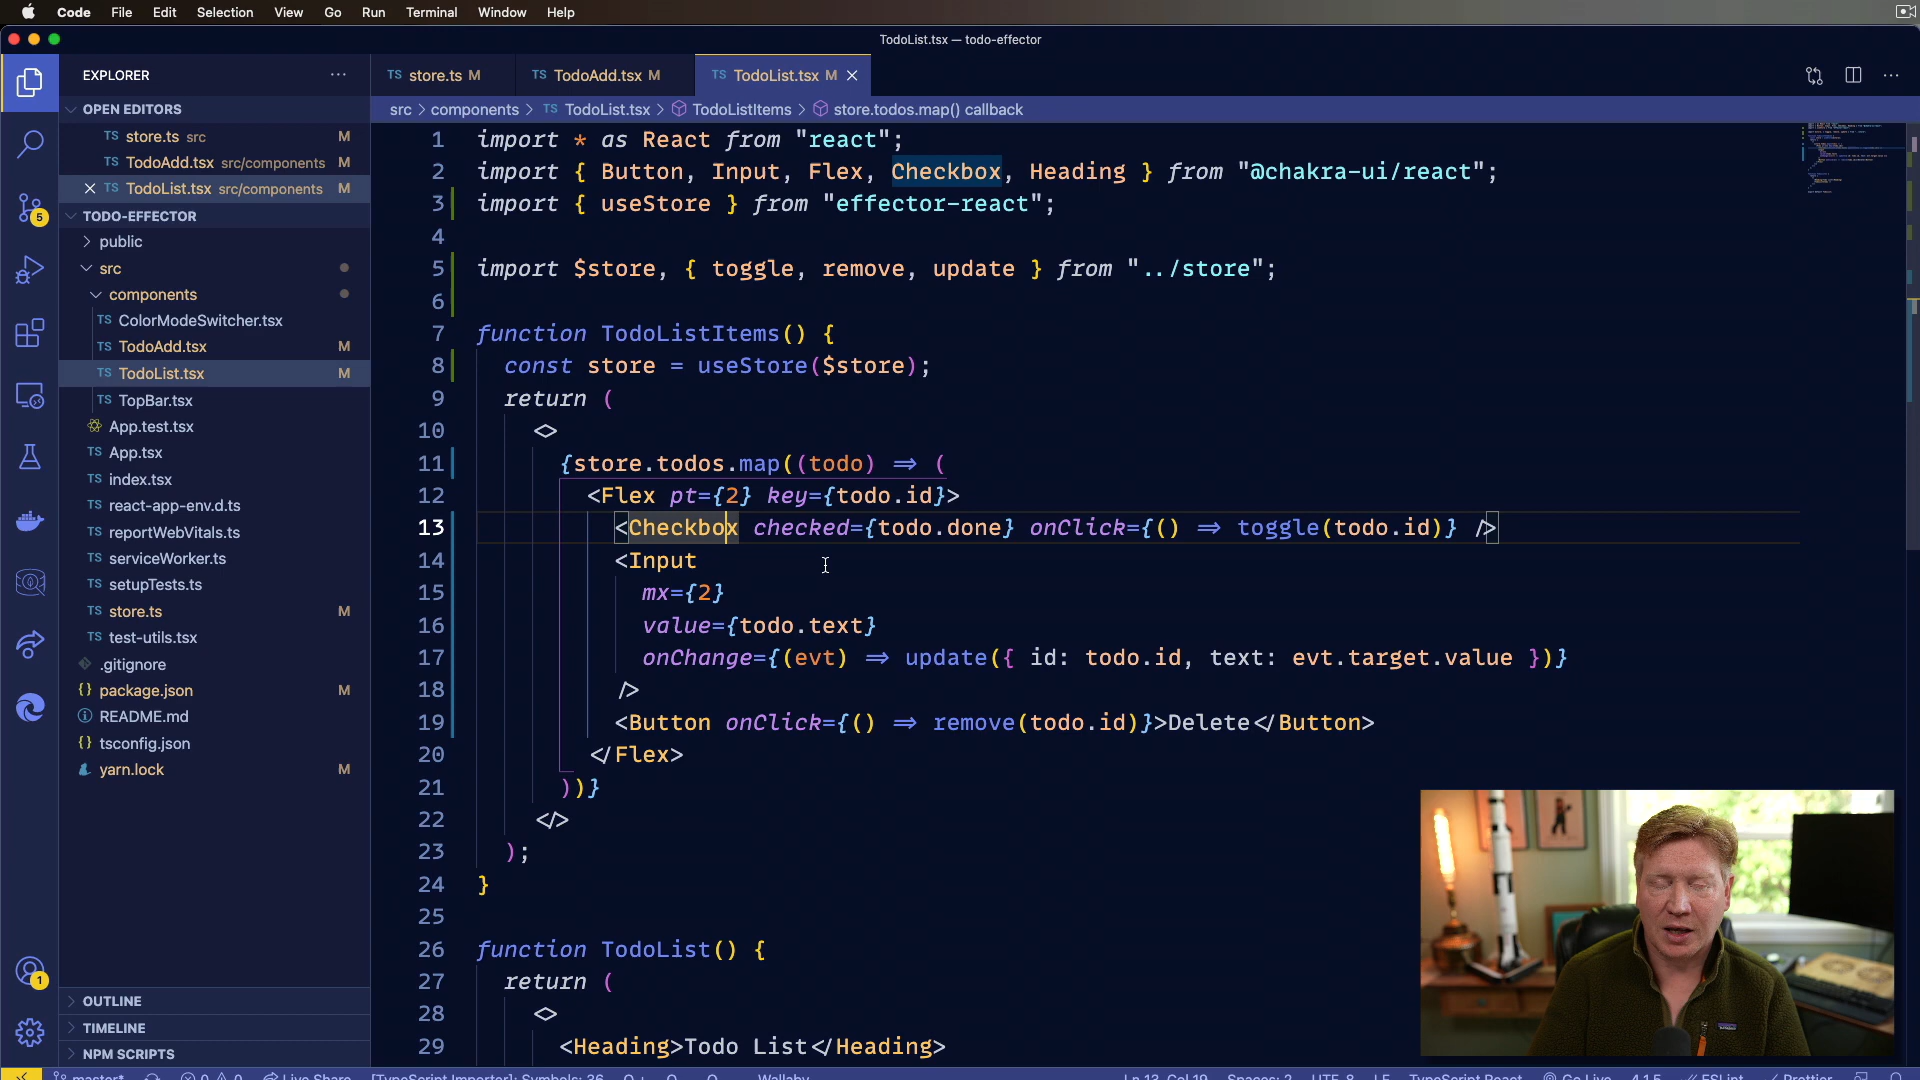 Code File Edit Selection View Go Run Terminal Window Help
TodoList.tsx — todo-effector
EXPLORER
OPEN EDITORS
TS store.ts src M
TS TodoAdd.tsx src/components M
TS TodoList.tsx src/components M
TODO-EFFECTOR
public
src
components
TS ColorModeSwitcher.tsx
TS TodoAdd.tsx M
TS TodoList.tsx M
TS TopBar.tsx
App.test.tsx
TS App.tsx
TS index.tsx
TS react-app-env.d.ts
TS reportWebVitals.ts
TS serviceWorker.ts
TS setupTests.ts
TS store.ts M
TS test-utils.tsx
.gitignore
{} package.json M
README.md
{} tsconfig.json
yarn.lock M
OUTLINE
TIMELINE
NPM SCRIPTS
5
1
TS store.ts M TS TodoAdd.tsx M TS TodoList.tsx M
src > components > TS TodoList.tsx > TodoListItems > store.todos.map() callback
1 import * as React from "react";
2 import { Button, Input, Flex, Checkbox, Heading } from "@chakra-ui/react";
3 import { useStore } from "effector-react";
4
5 import $store, { toggle, remove, update } from "../store";
6
7 function TodoListItems() {
8 const store = useStore($store);
9 return (
10 <>
11 {store.todos.map((todo) => (
12 <Flex pt={2} key={todo.id}>
13 <Checkbox checked={todo.done} onClick={() => toggle(todo.id)} />
14 <Input
15 mx={2}
16 value={todo.text}
17 onChange={(evt) => update({ id: todo.id, text: evt.target.value })}
18 />
19 <Button onClick={() => remove(todo.id)}>Delete</Button>
20 </Flex>
21 ))}
22 </>
23 );
24 }
25
26 function TodoList() {
27 return (
28 <>
29 <Heading>Todo List</Heading>
master* 0 0 Live Share [TypeScript Importer]: Symbols: 36 Wallaby Ln 13, Col 19 Spaces: 2 UTF-8 LF TypeScript React Go Live 4.1.5 ESLint Prettier